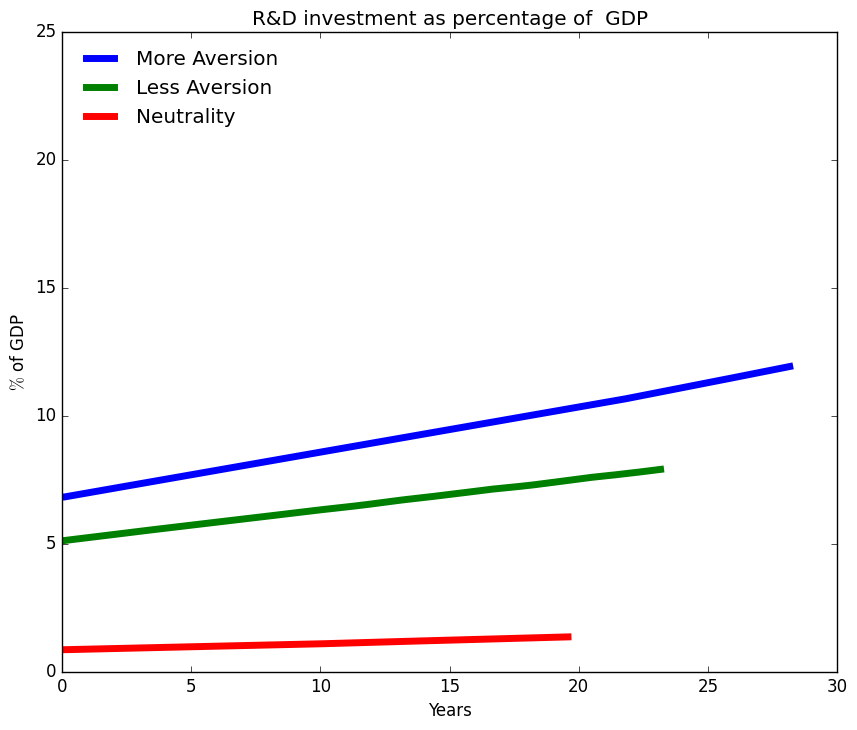 R&D investment as percentage of  GDP
More Aversion
Less Aversion
Neutrality
25
20
15
10
5
0
% of GDP
0 5 10 15 20 25 30
Years